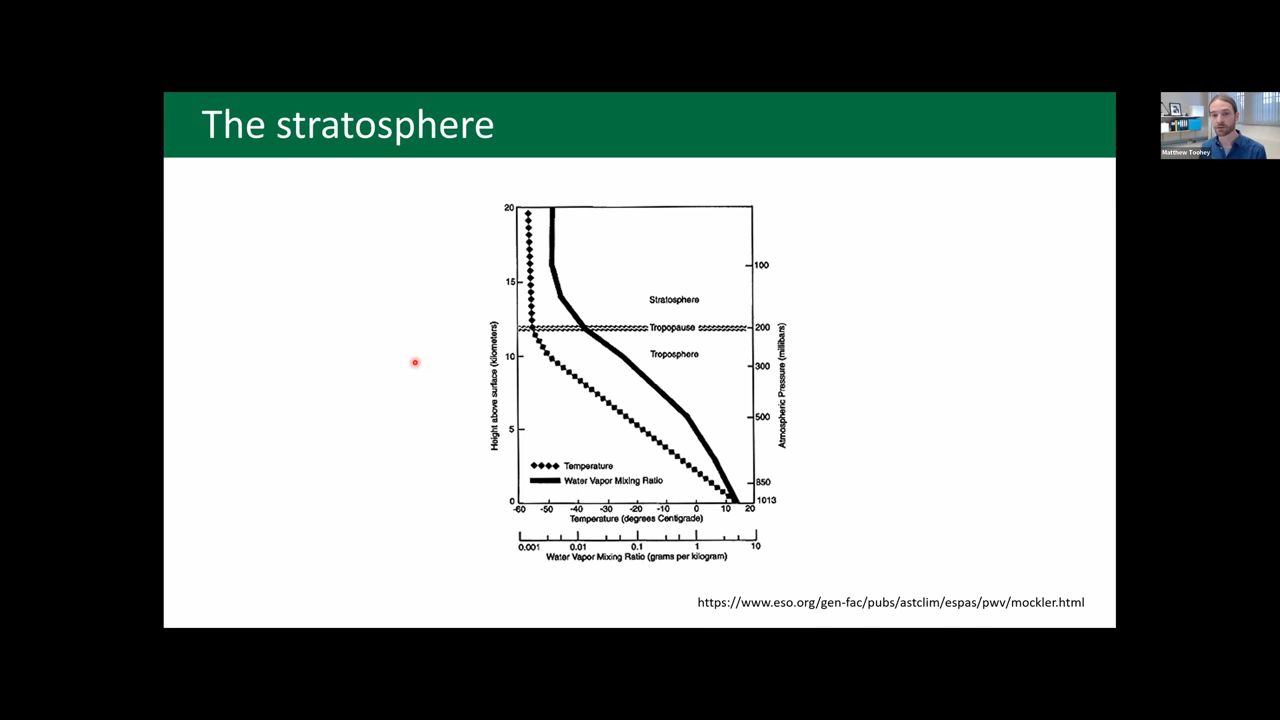 The stratosphere
Matthew Toohey
20
15
10
5
0
Height above surface (kilometers)
100
200
300
500
850
1013
Atmospheric Pressure (millibars)
Stratosphere
Tropopause
Troposphere
Temperature
Water Vapor Mixing Ratio
-60 -50 -40 -30 -20 -10 0 10 20
Temperature (degrees Centigrade)
0.001 0.01 0.1 1 10
Water Vapor Mixing Ratio (grams per kilogram)
https://www.eso.org/gen-fac/pubs/astclim/espas/pwv/mockler.html